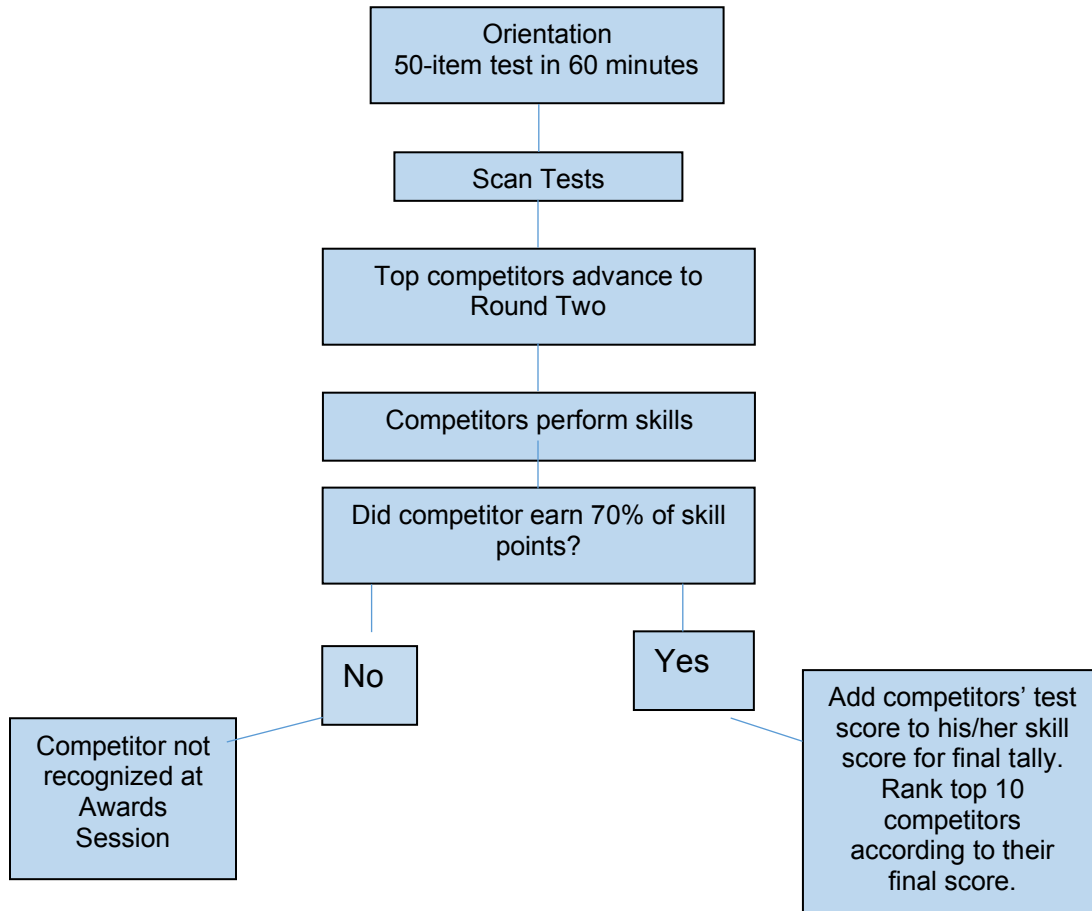 Orientation
50-item test in 60 minutes
Scan Tests
Top competitors advance to
Round Two
Competitors perform skills
Did competitor earn 70% of skill
points?
No
Yes
Competitor not
recognized at
Awards
Session
Add competitors’ test
score to his/her skill
score for final tally.
Rank top 10
competitors
according to their
final score.